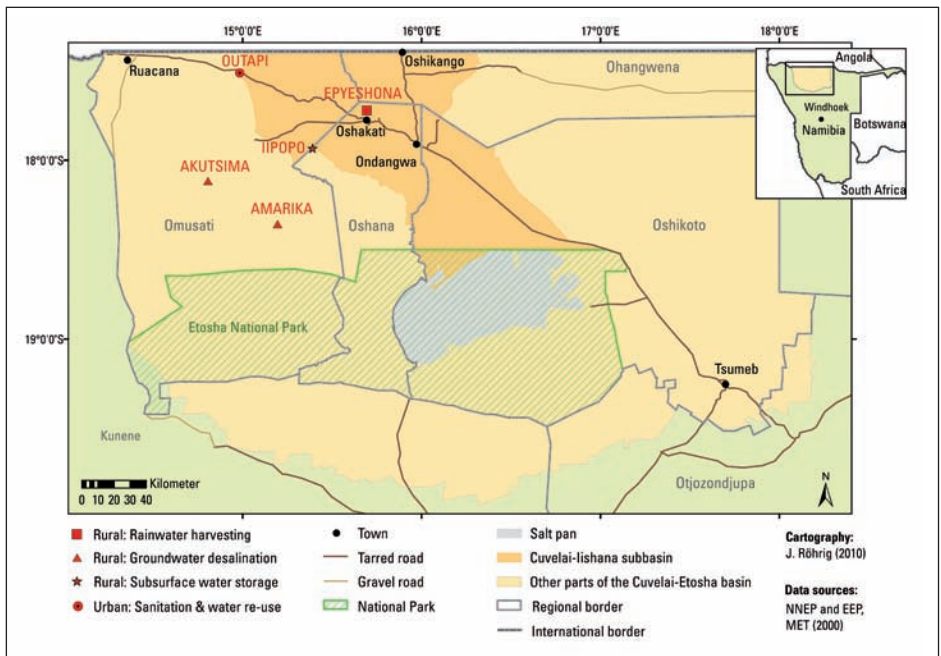 15°0'0"E
16°0'0"E
17°0'0"E
18°0'0"E
OUTAPI
Ruacana
Oshikango
Ohangwena
Angola
EPYESHONA
Windhoek
Namibia
Botswana
Oshakati
IIPOPO
Ondangwa
18°0'0"S
AKUTSIMA
South Africa
AMARIKA
Omusati
Oshana
Oshikoto
Etosha National Park
19°0'0"S
Tsumeb
Kunene
Otjozondjupa
N
Kilometer
0 10 20 30 40
Rural: Rainwater harvesting
Rural: Groundwater desalination
Rural: Subsurface water storage
Urban: Sanitation & water re-use
Town
Tarred road
Gravel road
National Park
Salt pan
Cuvelai-Iishana subbasin
Other parts of the Cuvelai-Etosha basin
Regional border
International border
Cartography:
J. Röhrig (2010)
Data sources:
NNEP and EEP,
MET (2000)